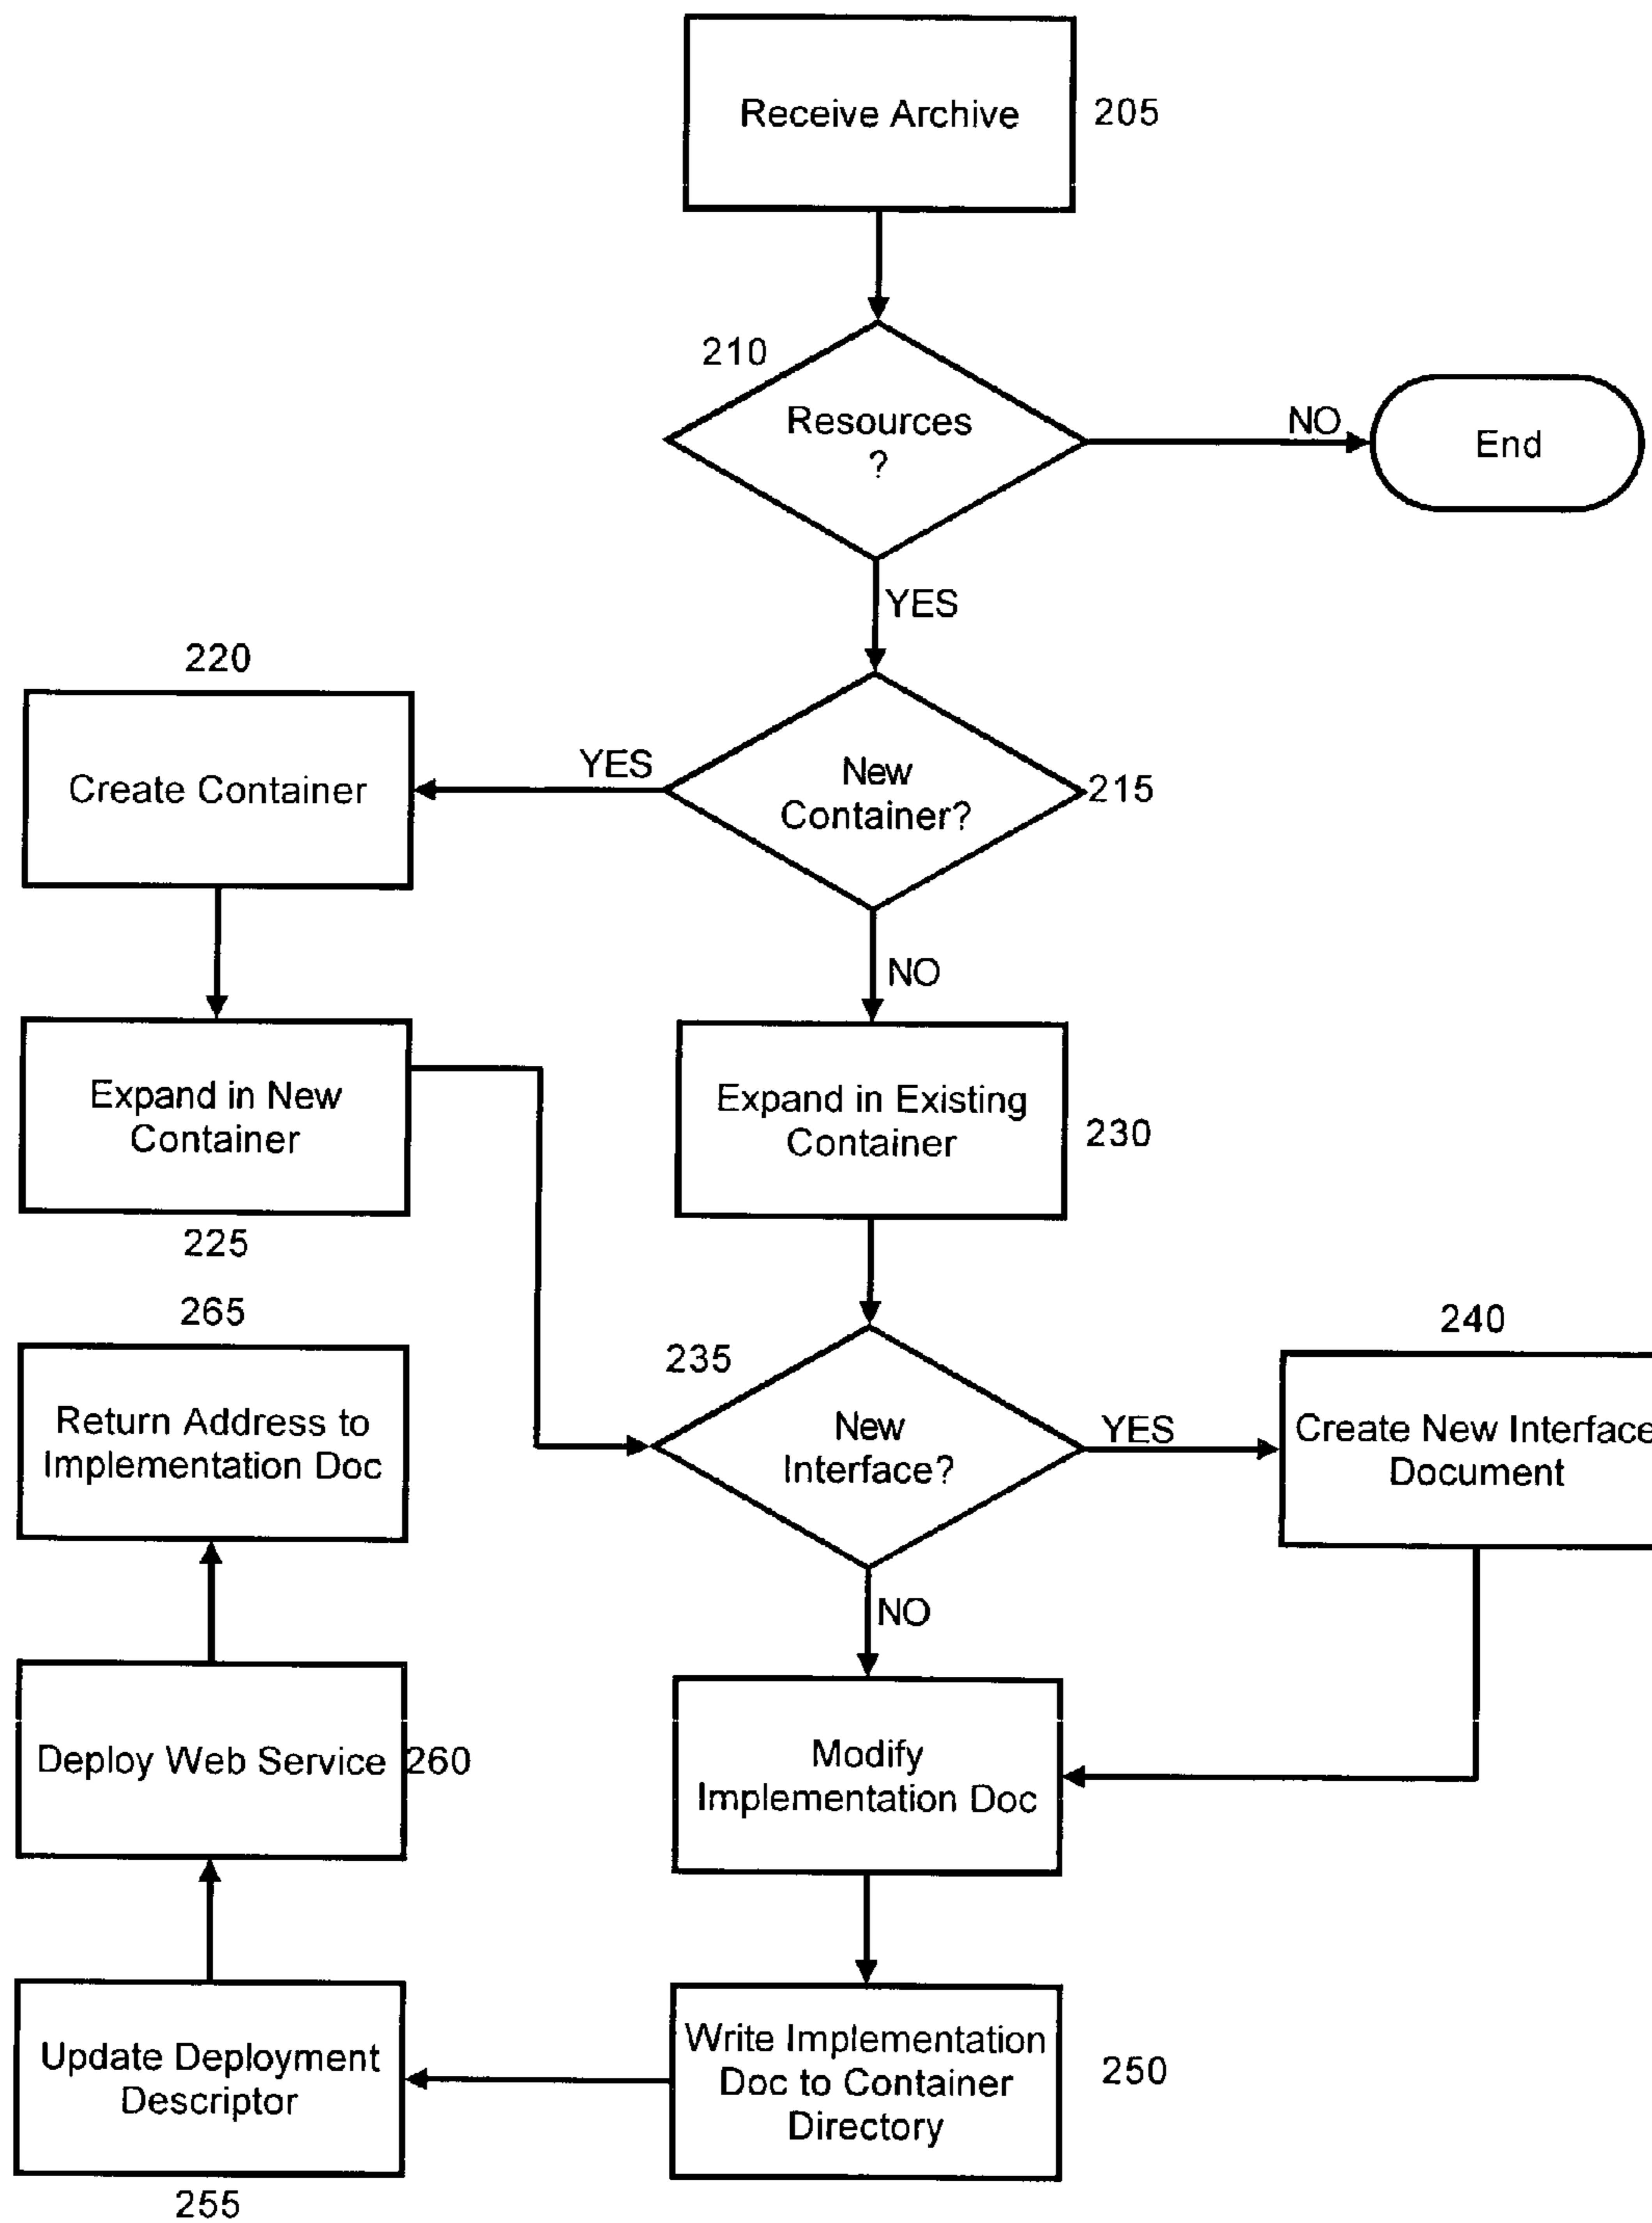 Receive Archive
205
210
Resources
?
NO
End
YES
220
Create Container
YES
New
Container?
215
NO
Expand in New
Container
225
Expand in Existing
Container
230
265
Return Address to
Implementation Doc
235
New
Interface?
YES
240
Create New Interface
Document
NO
Deploy Web Service
260
Modify
Implementation Doc
Update Deployment
Descriptor
255
Write Implementation
Doc to Container
Directory
250